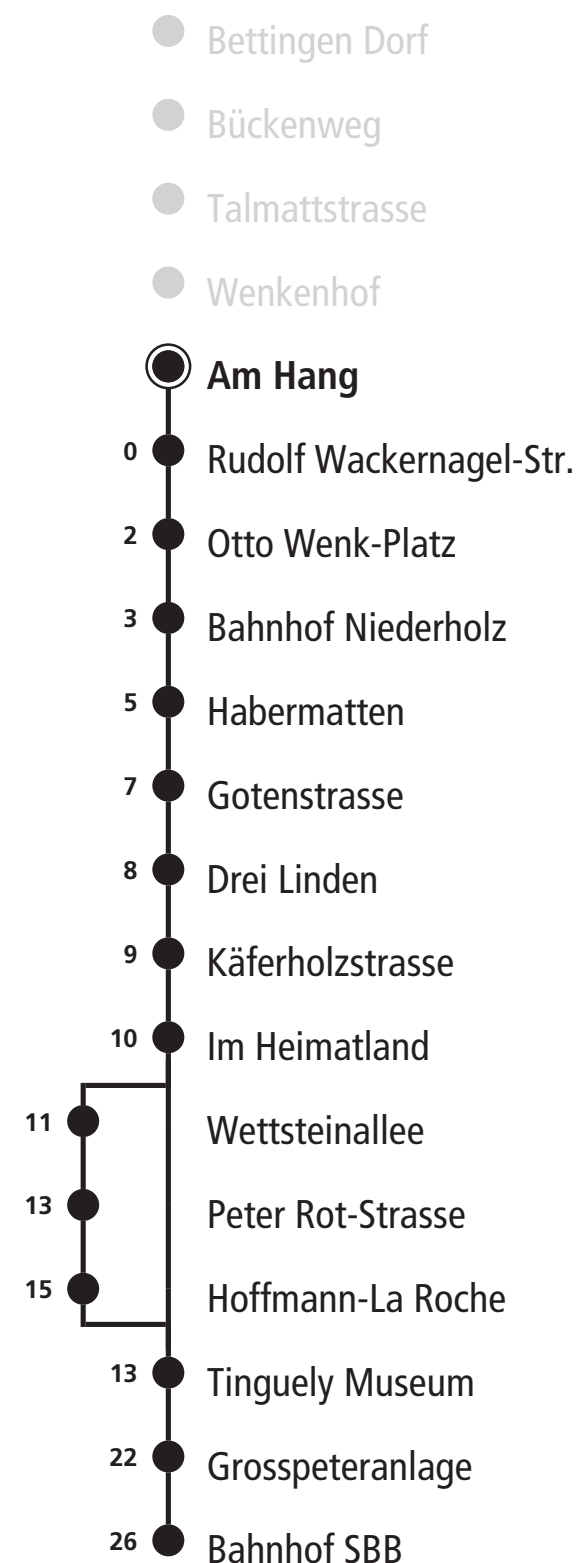 Bettingen Dorf
Bückenweg
Talmattstrasse
Wenkenhof
Am Hang
0 Rudolf Wackernagel-Str.
2 Otto Wenk-Platz
3 Bahnhof Niederholz
5 Habermatten
7 Gotenstrasse
8 Drei Linden
9 Käferholzstrasse
10 Im Heimatland
11 Wettsteinallee
13 Peter Rot-Strasse
15 Hoffmann-La Roche
13 Tinguely Museum
22 Grosspeteranlage
26 Bahnhof SBB